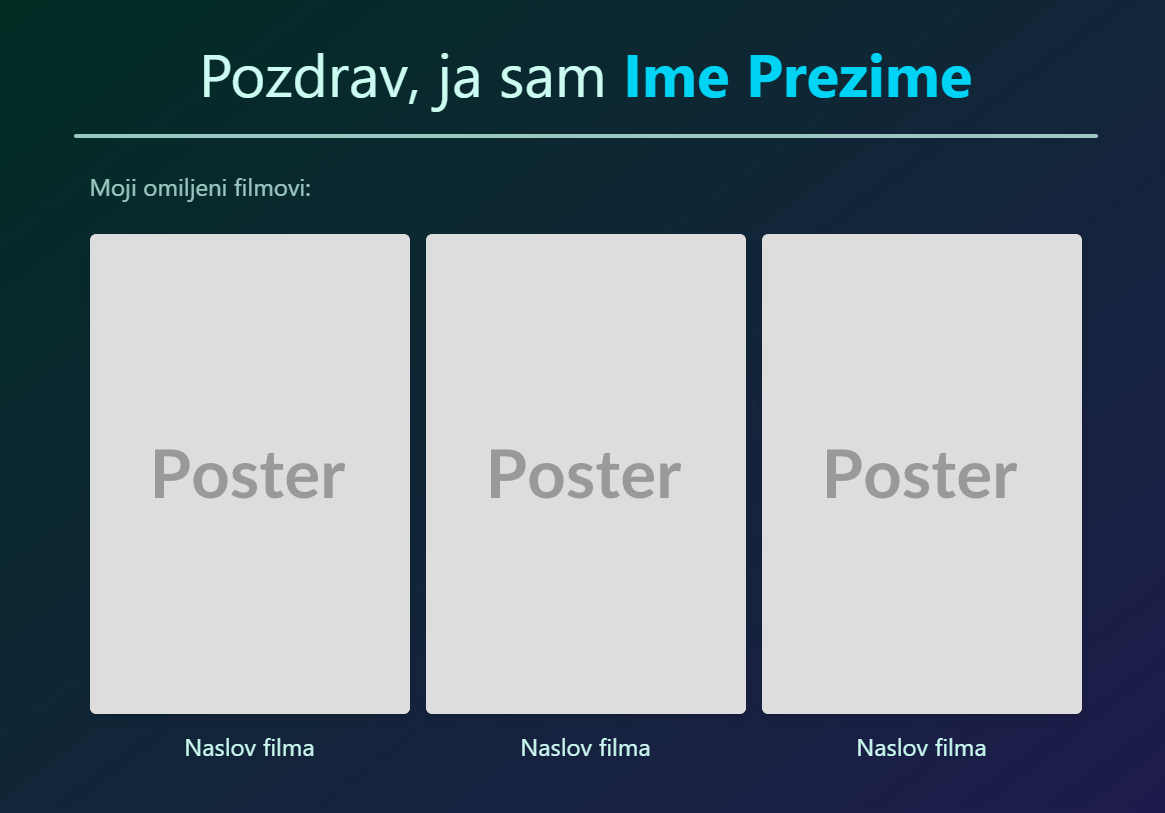 Pozdrav, ja sam Ime Prezime
Moji omiljeni filmovi:
Poster Poster Poster
Naslov filma Naslov filma Naslov filma